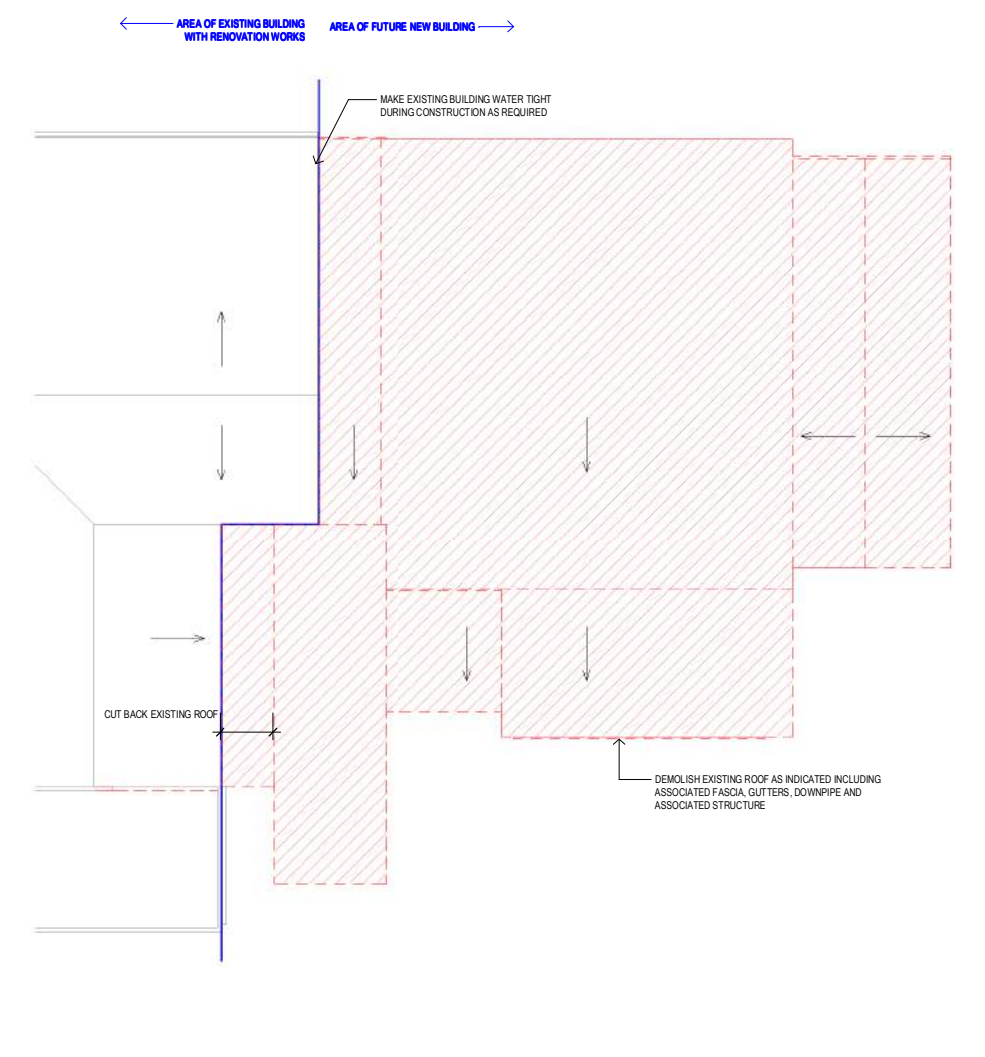 AREA OF EXISTING BUILDING
WITH RENOVATION WORKS
AREA OF FUTURE NEW BUILDING
MAKE EXISTING BUILDING WATER TIGHT
DURING CONSTRUCTION AS REQUIRED
CUT BACK EXISTING ROOF
DEMOLISH EXISTING ROOF AS INDICATED INCLUDING
ASSOCIATED FASCIA, GUTTERS, DOWNPIPE AND
ASSOCIATED STRUCTURE